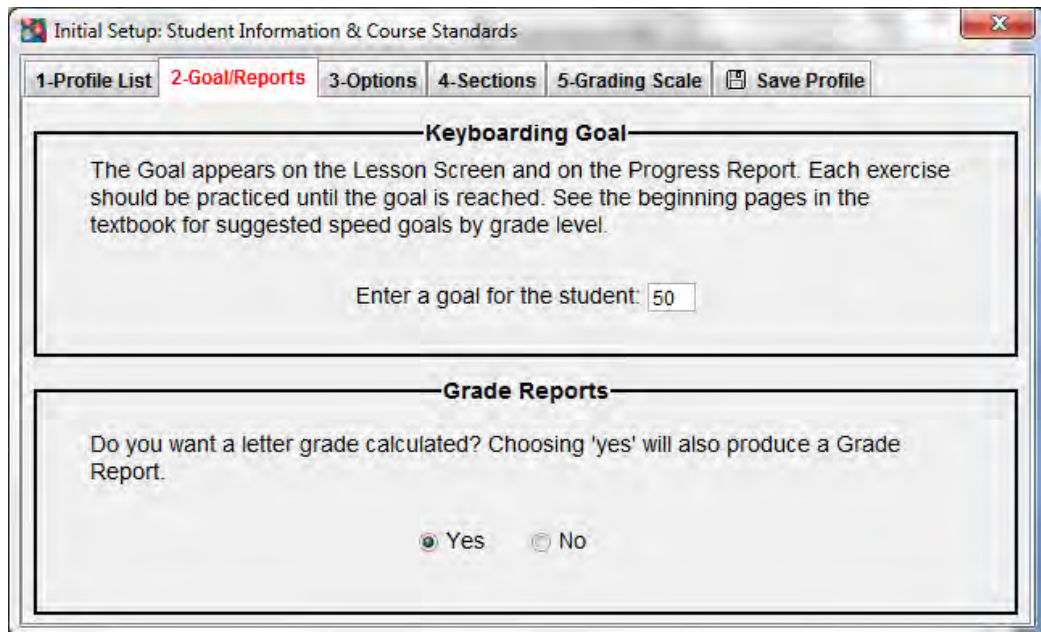 Initial Setup: Student Information & Course Standards
1-Profile List 2-Goal/Reports 3-Options 4-Sections 5-Grading Scale Save Profile
Keyboarding Goal
The Goal appears on the Lesson Screen and on the Progress Report. Each exercise
should be practiced until the goal is reached. See the beginning pages in the
textbook for suggested speed goals by grade level.
Enter a goal for the student: 50
Grade Reports
Do you want a letter grade calculated? Choosing 'yes' will also produce a Grade
Report.
Yes No